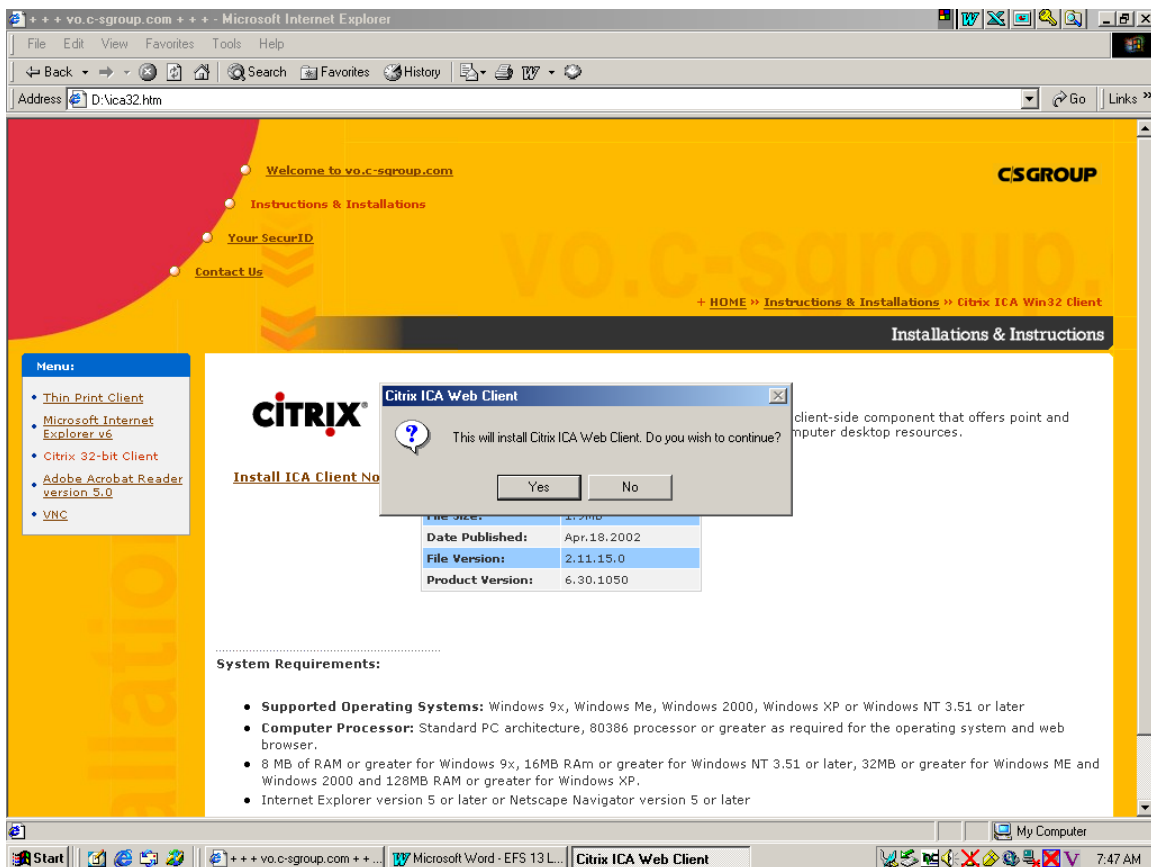 + + + vo.c-sgroup.com + + + - Microsoft Internet Explorer
File Edit View Favorites Tools Help
Back Search Favorites History
Address D:\ica32.htm Go Links »
Welcome to vo.c-sgroup.com
CSGROUP
Instructions & Installations
Your SecurID
vo.c-sgroup.
Contact Us
+ HOME » Instructions & Installations » Citrix ICA Win32 Client
Installations & Instructions
Menu:
Thin Print Client
Microsoft Internet
Explorer v6
Citrix 32-bit Client
Adobe Acrobat Reader
version 5.0
VNC
CITRIX®
client-side component that offers point and
mputer desktop resources.
Install ICA Client No
Citrix ICA Web Client
This will install Citrix ICA Web Client. Do you wish to continue?
Yes No
File Size: 1.9MB
Date Published: Apr.18.2002
File Version: 2.11.15.0
Product Version: 6.30.1050
System Requirements:
Supported Operating Systems: Windows 9x, Windows Me, Windows 2000, Windows XP or Windows NT 3.51 or later
Computer Processor: Standard PC architecture, 80386 processor or greater as required for the operating system and web
browser.
8 MB of RAM or greater for Windows 9x, 16MB RAm or greater for Windows NT 3.51 or later, 32MB or greater for Windows ME and
Windows 2000 and 128MB RAM or greater for Windows XP.
Internet Explorer version 5 or later or Netscape Navigator version 5 or later
My Computer
Start + + + vo.c-sgroup.com + + ... Microsoft Word - EFS 13 L... Citrix ICA Web Client 7:47 AM